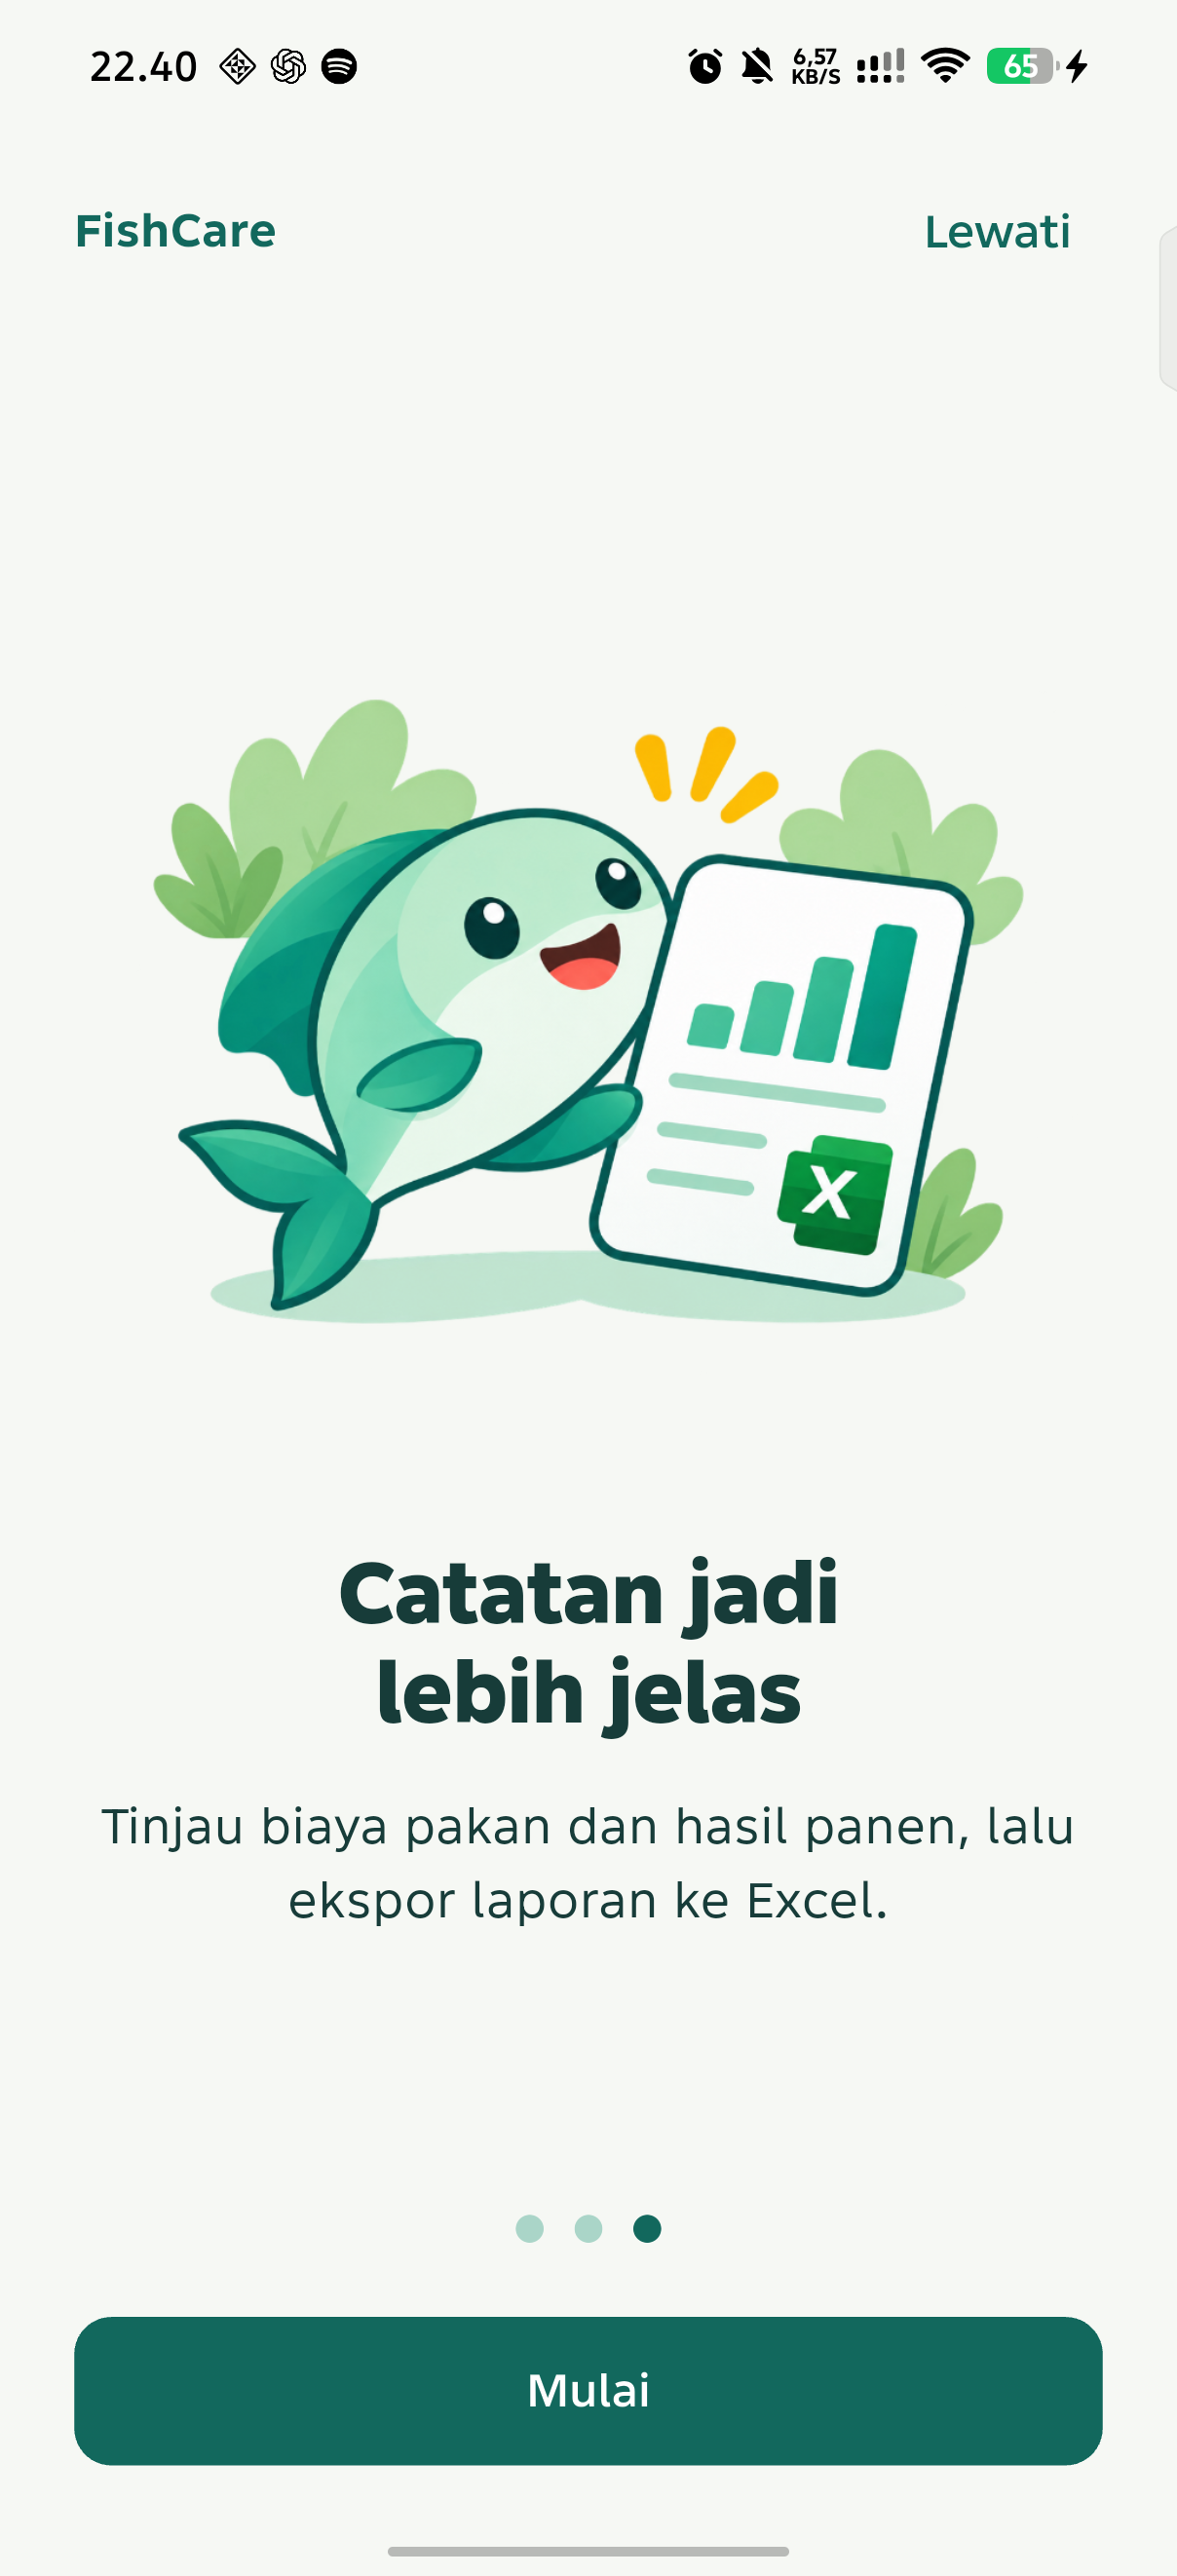 22.40
6,57
KB/S
65
FishCare
Lewati
X
Catatan jadi
lebih jelas
Tinjau biaya pakan dan hasil panen, lalu
ekspor laporan ke Excel.
Mulai